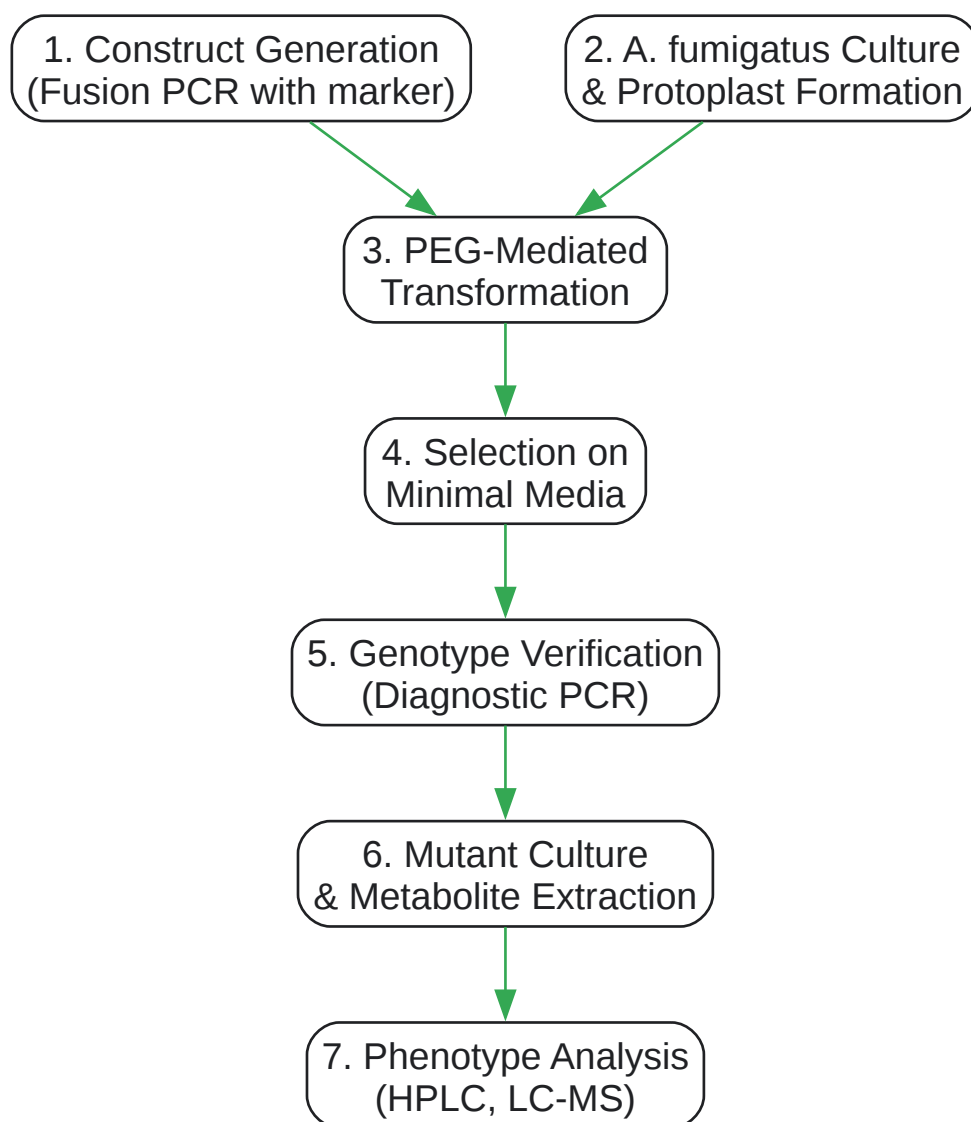 1. Construct Generation
(Fusion PCR with marker)
2. A. fumigatus Culture
& Protoplast Formation
3. PEG-Mediated
Transformation
4. Selection on
Minimal Media
5. Genotype Verification
(Diagnostic PCR)
6. Mutant Culture
& Metabolite Extraction
7. Phenotype Analysis
(HPLC, LC-MS)